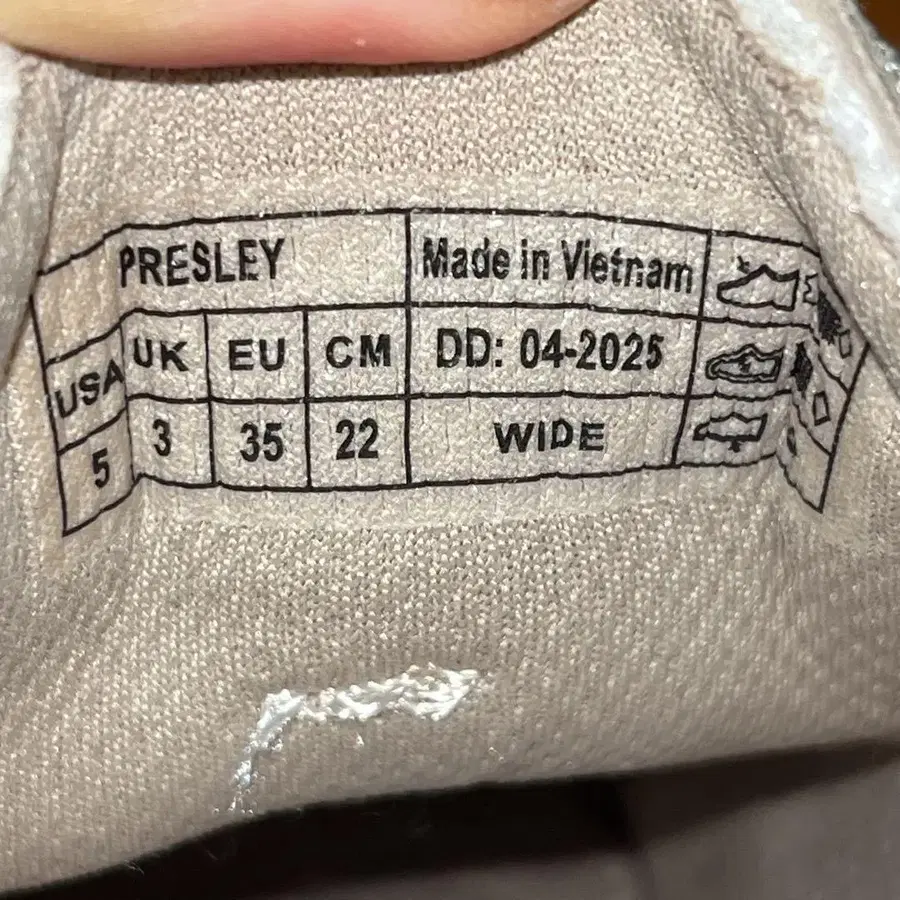 PRESLEY Made in Vietnam
USA UK EU CM DD: 04-2025
5 3 35 22 WIDE